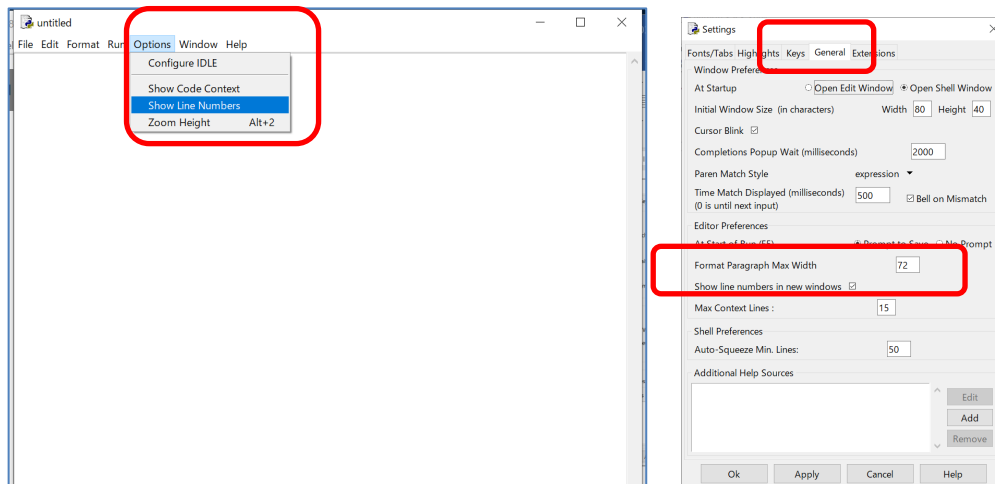 untitled
File Edit Format Run Options Window Help
Configure IDLE
Show Code Context
Show Line Numbers
Zoom Height Alt+2
Settings
Fonts/Tabs Highlights Keys General Extensions
Window Preferences
At Startup Open Edit Window Open Shell Window
Initial Window Size (in characters) Width 80 Height 40
Cursor Blink
Completions Popup Wait (milliseconds) 2000
Paren Match Style expression
Time Match Displayed (milliseconds)
(0 is until next input) 500 Bell on Mismatch
Editor Preferences
At Start of Run (F5) Prompt to Save No Prompt
Format Paragraph Max Width 72
Show line numbers in new windows
Max Context Lines : 15
Shell Preferences
Auto-Squeeze Min. Lines: 50
Additional Help Sources
Edit
Add
Remove
Ok Apply Cancel Help